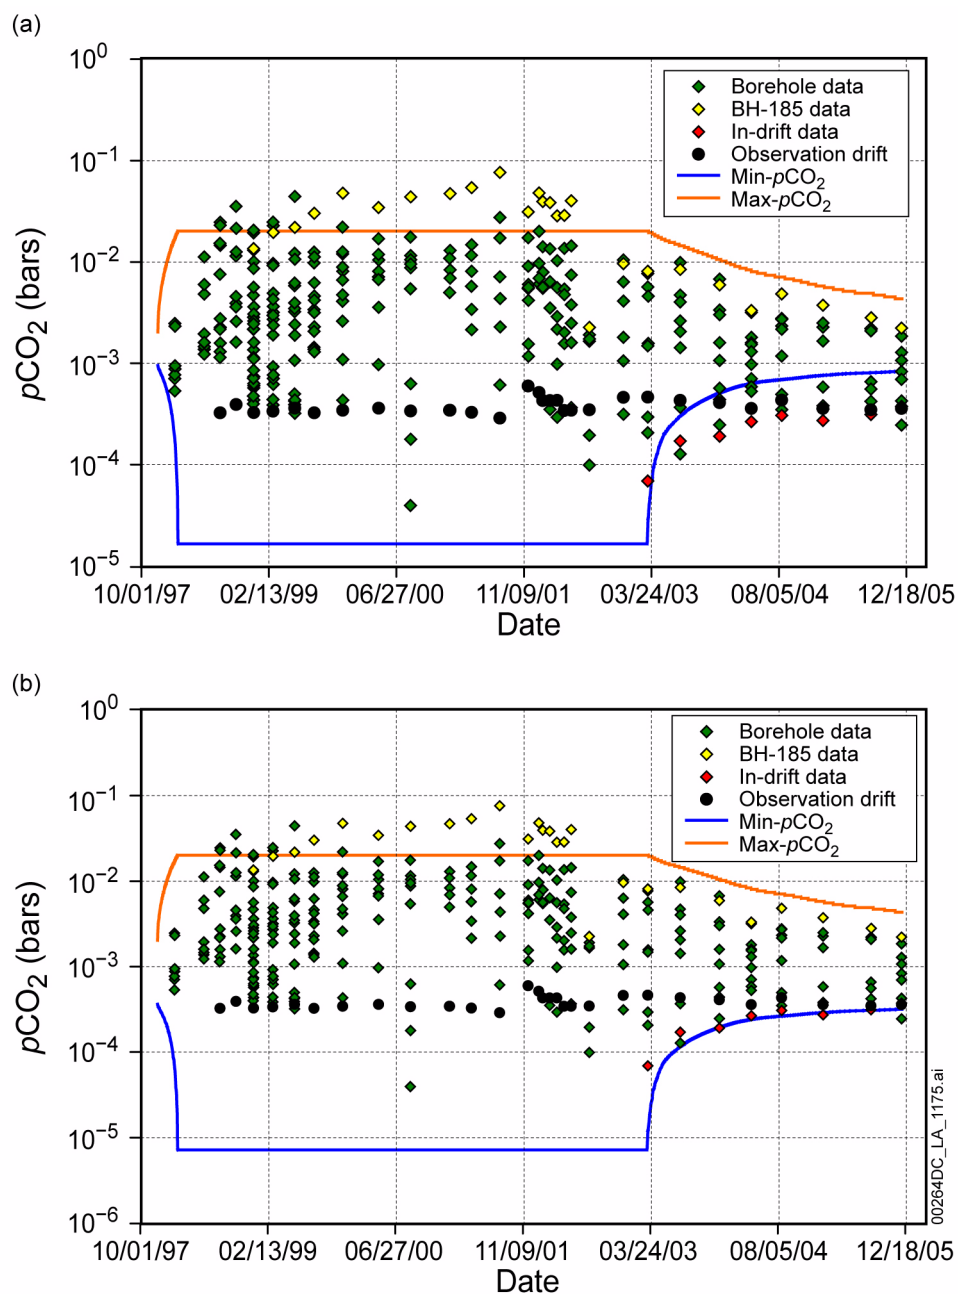 (a)
10⁰
10⁻¹
10⁻²
10⁻³
10⁻⁴
10⁻⁵
pCO₂ (bars)
Borehole data
BH-185 data
In-drift data
Observation drift
Min-pCO₂
Max-pCO₂
10/01/97 02/13/99 06/27/00 11/09/01 03/24/03 08/05/04 12/18/05
Date
(b)
10⁰
10⁻¹
10⁻²
10⁻³
10⁻⁴
10⁻⁵
10⁻⁶
pCO₂ (bars)
Borehole data
BH-185 data
In-drift data
Observation drift
Min-pCO₂
Max-pCO₂
10/01/97 02/13/99 06/27/00 11/09/01 03/24/03 08/05/04 12/18/05
Date
00264DC_LA_1175.ai